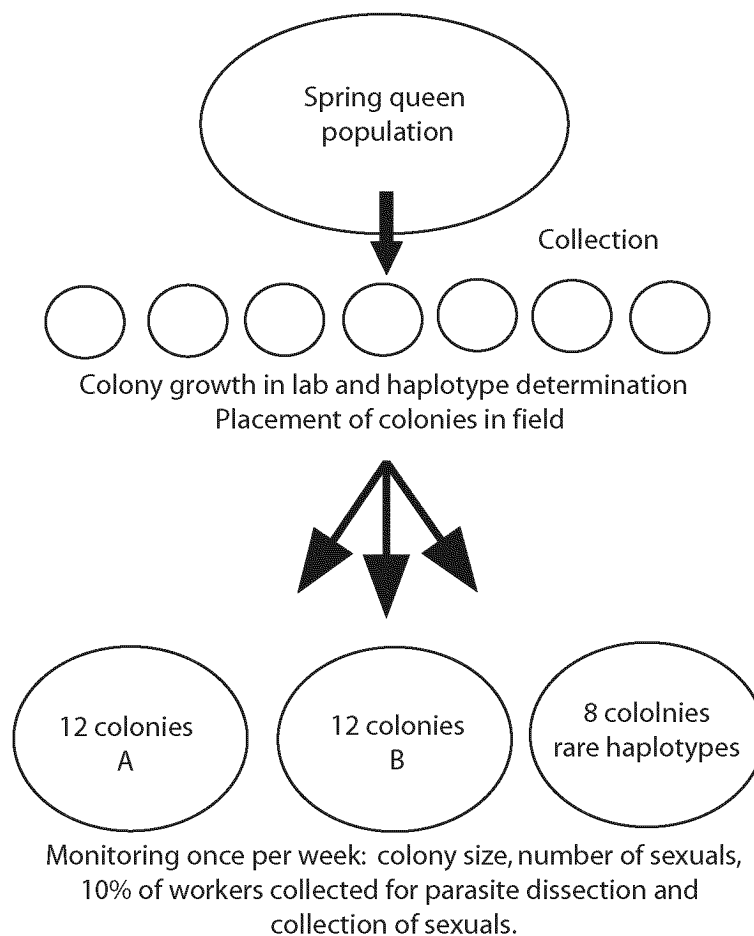 Spring queen
population
Collection
Colony growth in lab and haplotype determination
Placement of colonies in field
12 colonies
A
12 colonies
B
8 cololnies
rare haplotypes
Monitoring once per week: colony size, number of sexuals,
10% of workers collected for parasite dissection and
collection of sexuals.